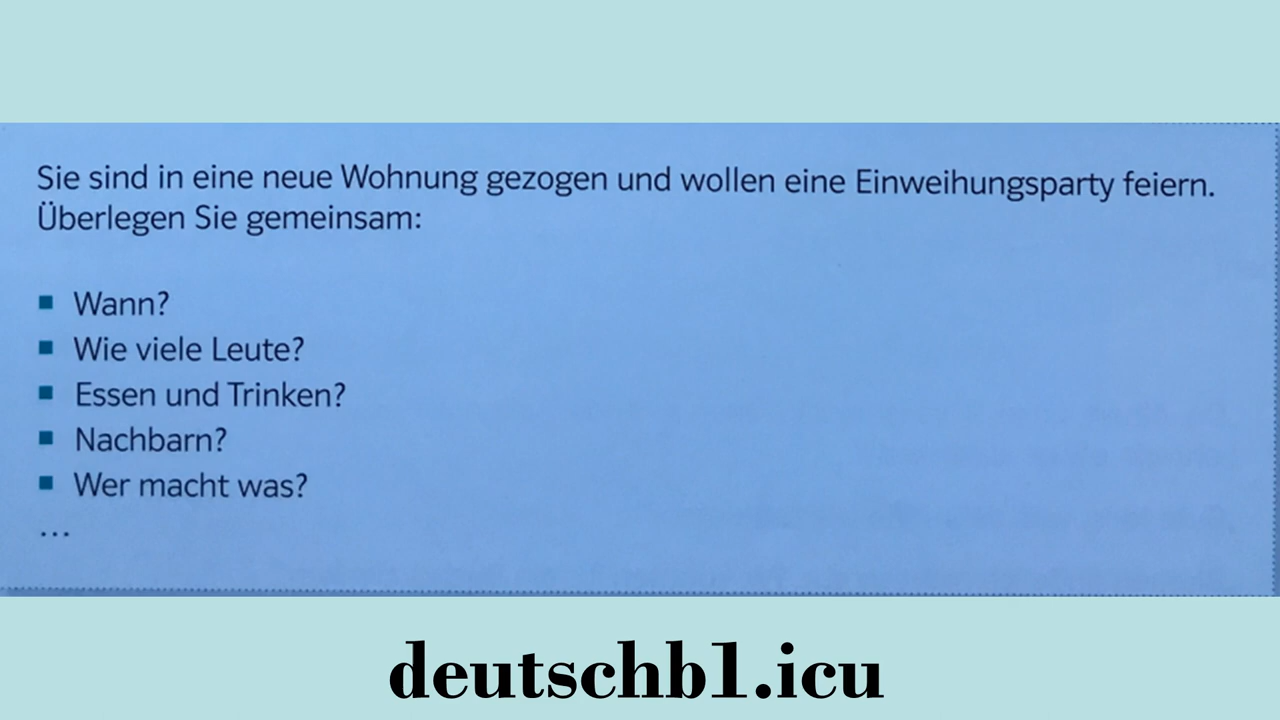 Sie sind in eine neue Wohnung gezogen und wollen eine Einweihungsparty feiern.
Überlegen Sie gemeinsam:
▪ Wann?
▪ Wie viele Leute?
▪ Essen und Trinken?
▪ Nachbarn?
▪ Wer macht was?
...
deutschb1.icu